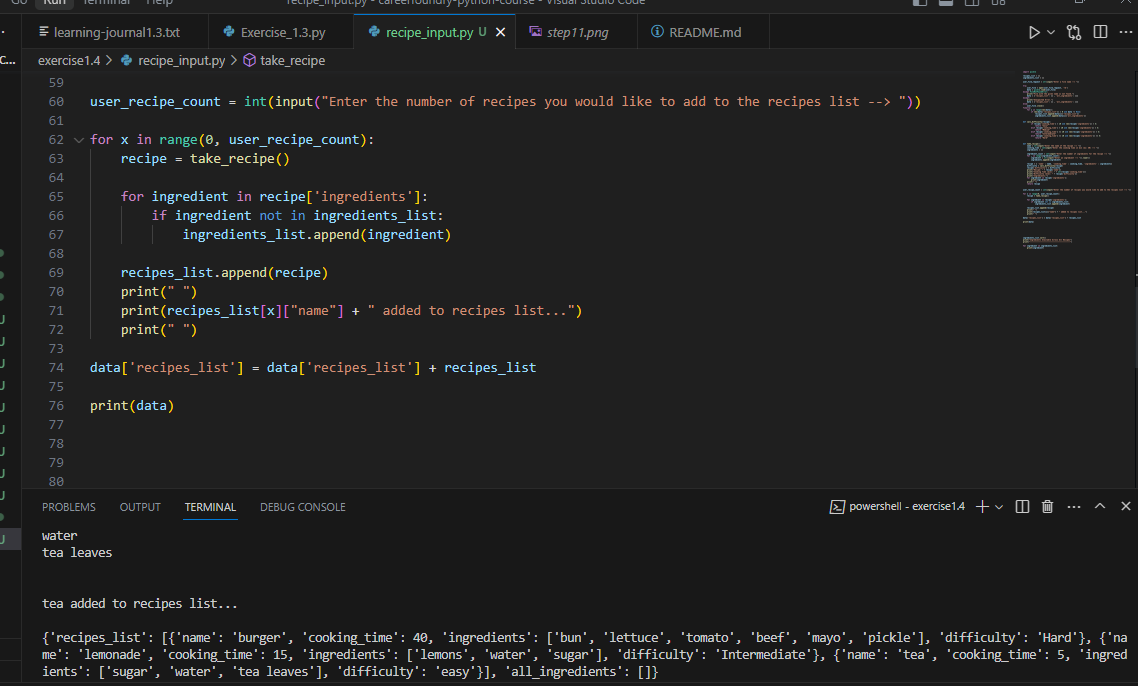 Go Run Terminal Help recipe_input.py - careerfoundry-python-course - Visual Studio Code
learning-journal1.3.txt Exercise_1.3.py recipe_input.py U step11.png README.md
exercise1.4 > recipe_input.py > take_recipe
59
60 user_recipe_count = int(input("Enter the number of recipes you would like to add to the recipes list --> "))
61
62 for x in range(0, user_recipe_count):
63 recipe = take_recipe()
64
65 for ingredient in recipe['ingredients']:
66 if ingredient not in ingredients_list:
67 ingredients_list.append(ingredient)
68
69 recipes_list.append(recipe)
70 print(" ")
71 print(recipes_list[x]["name"] + " added to recipes list...")
72 print(" ")
73
74 data['recipes_list'] = data['recipes_list'] + recipes_list
75
76 print(data)
77
78
79
80
PROBLEMS OUTPUT TERMINAL DEBUG CONSOLE powershell - exercise1.4
water
tea leaves
tea added to recipes list...
{'recipes_list': [{'name': 'burger', 'cooking_time': 40, 'ingredients': ['bun', 'lettuce', 'tomato', 'beef', 'mayo', 'pickle'], 'difficulty': 'Hard'}, {'na
me': 'lemonade', 'cooking_time': 15, 'ingredients': ['lemons', 'water', 'sugar'], 'difficulty': 'Intermediate'}, {'name': 'tea', 'cooking_time': 5, 'ingred
ients': ['sugar', 'water', 'tea leaves'], 'difficulty': 'easy'}], 'all_ingredients': []}